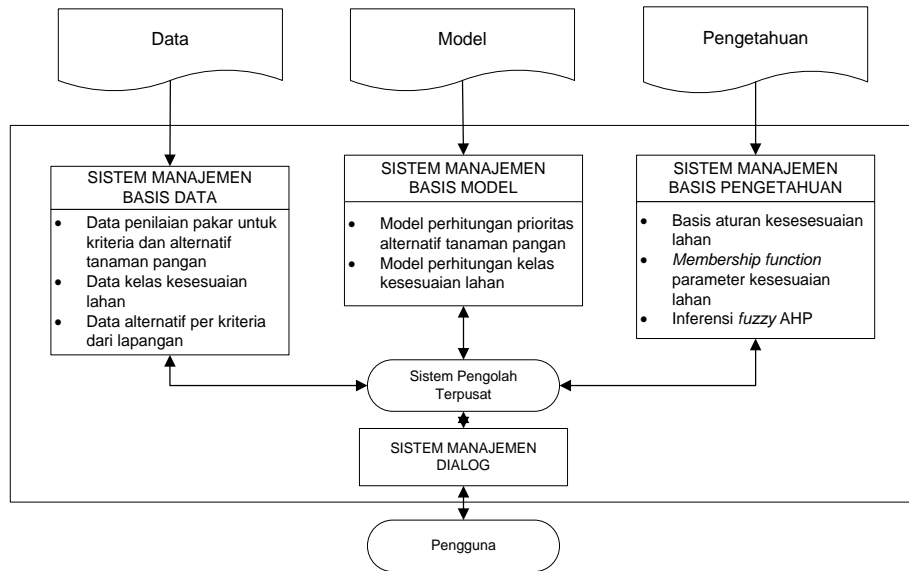 Data
Model
Pengetahuan
SISTEM MANAJEMEN
BASIS DATA
• Data penilaian pakar untuk
kriteria dan alternatif
tanaman pangan
• Data kelas kesesuaian
lahan
• Data alternatif per kriteria
dari lapangan
SISTEM MANAJEMEN
BASIS MODEL
• Model perhitungan prioritas
alternatif tanaman pangan
• Model perhitungan kelas
kesesuaian lahan
SISTEM MANAJEMEN
BASIS PENGETAHUAN
• Basis aturan kesesesuaian
lahan
• Membership function
parameter kesesuaian
lahan
• Inferensi fuzzy AHP
Sistem Pengolah
Terpusat
SISTEM MANAJEMEN
DIALOG
Pengguna